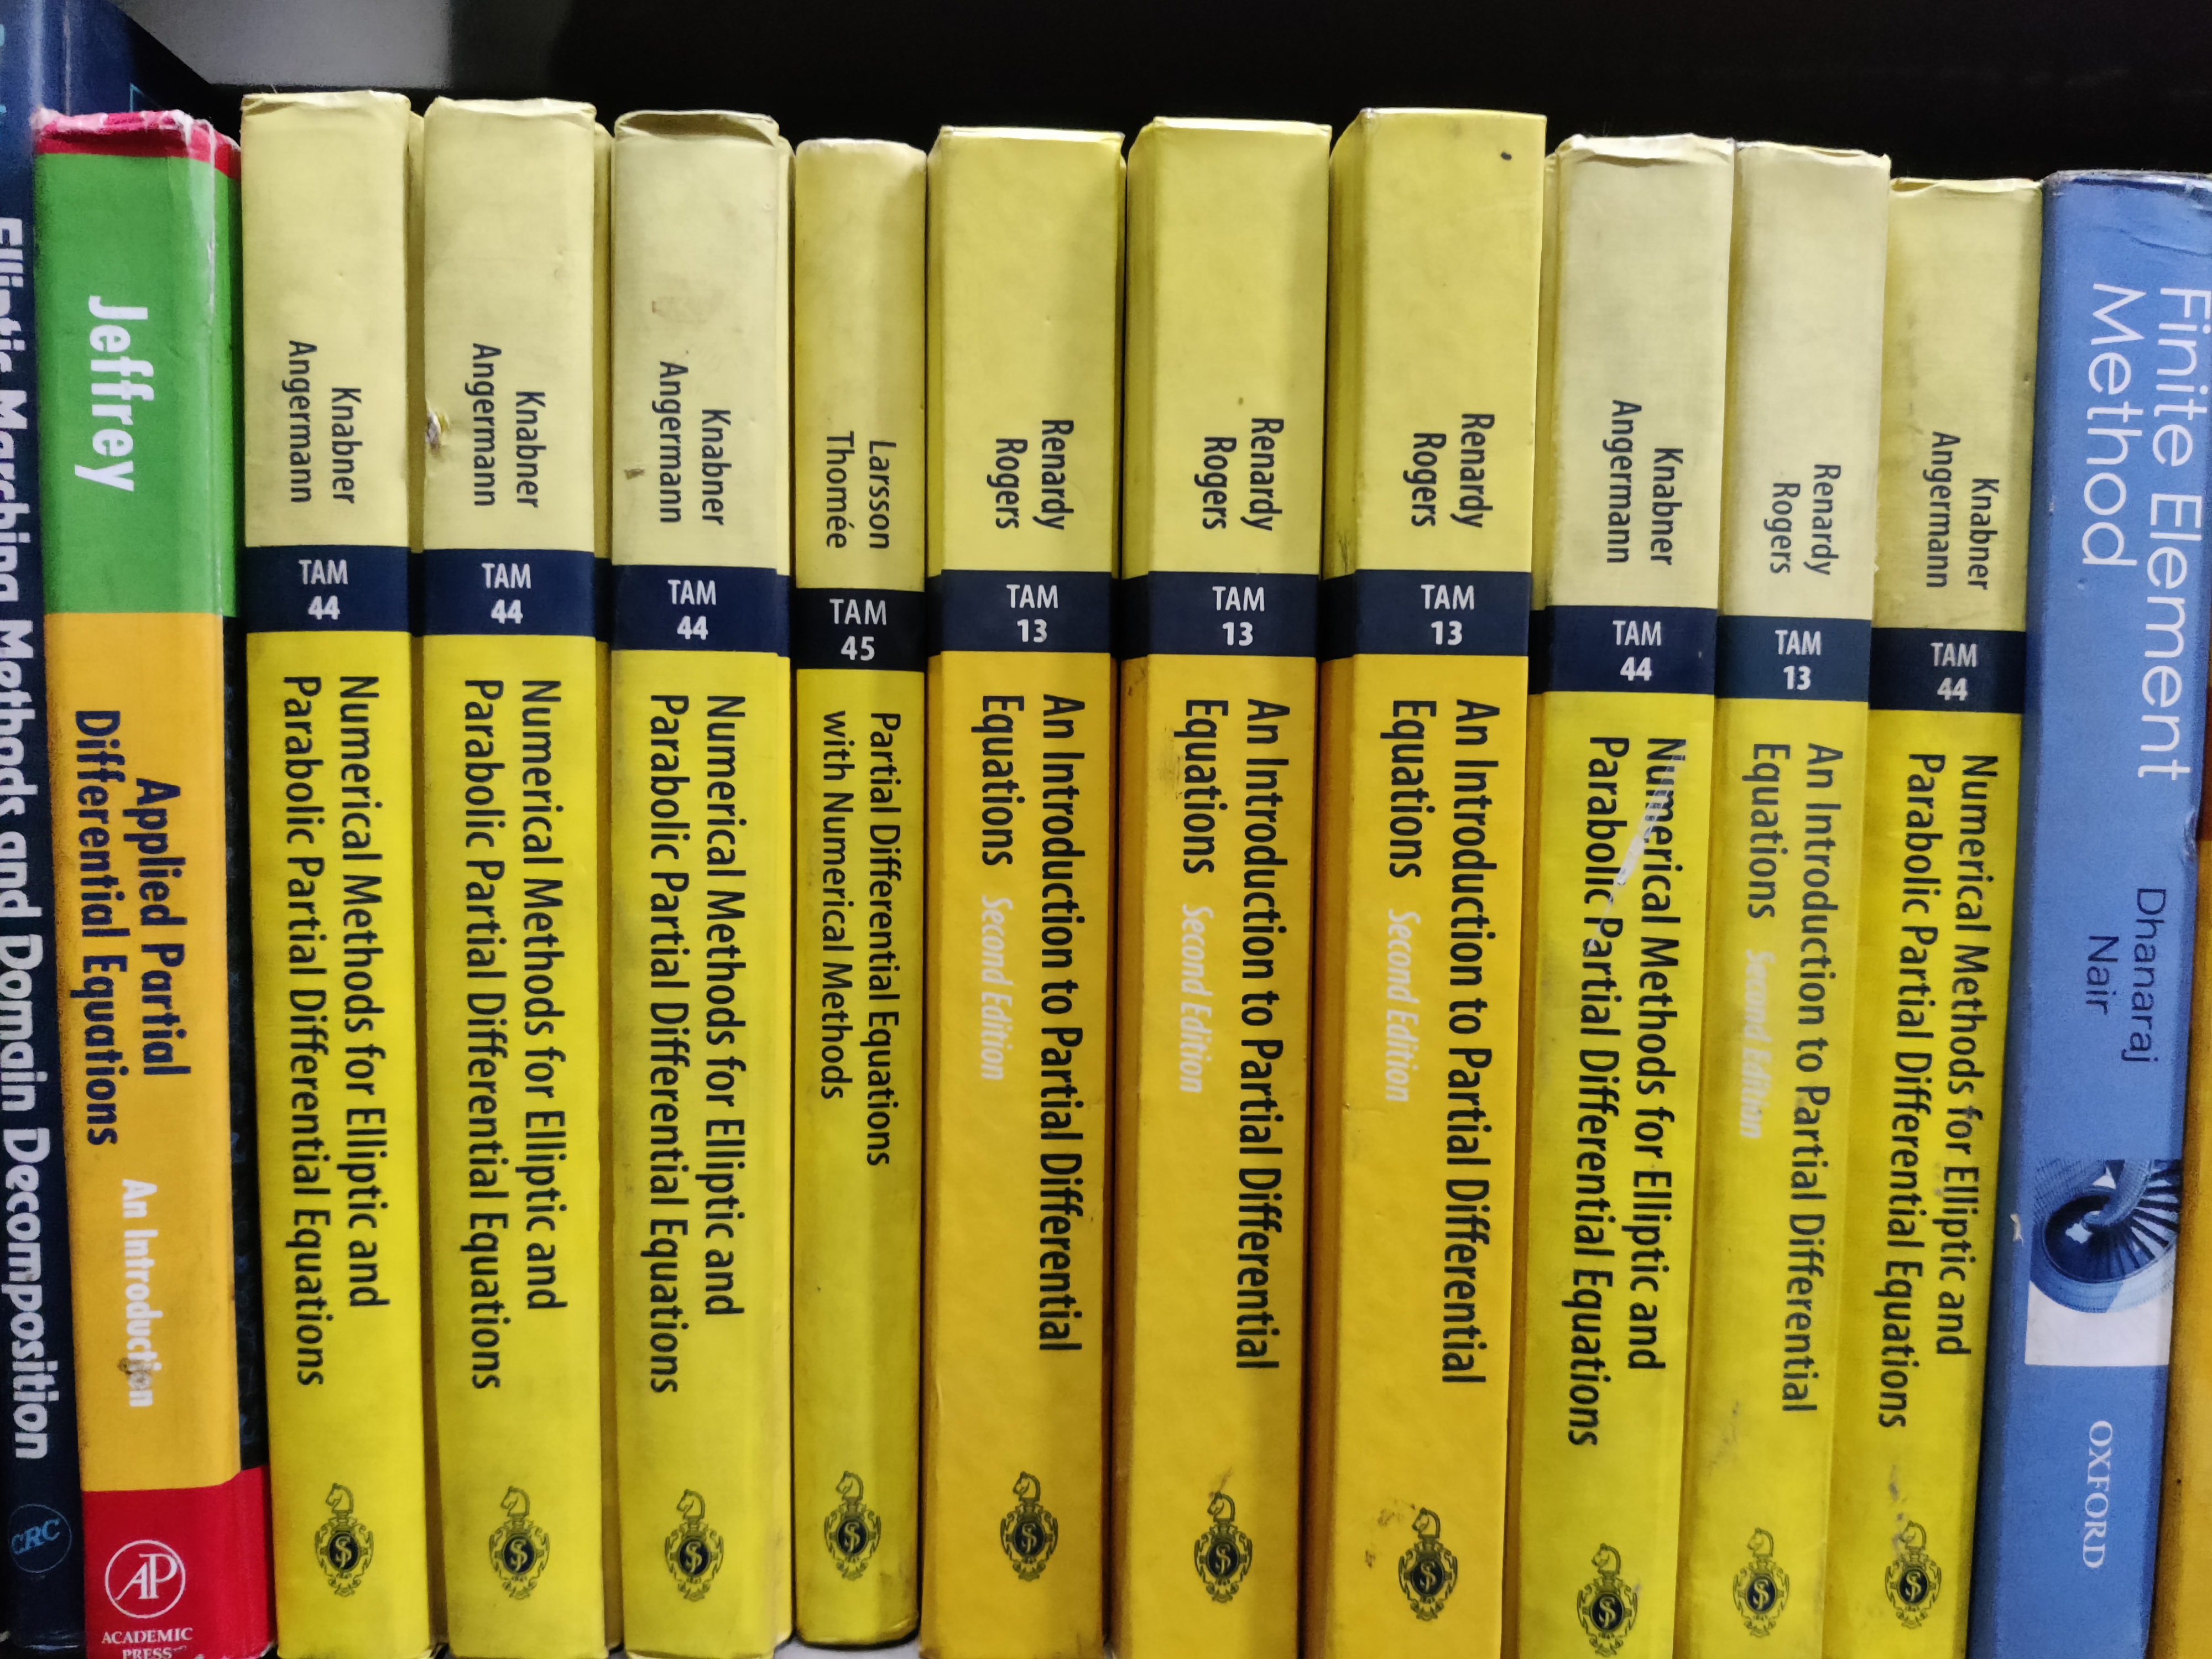 Elliptic Marching Methods and Domain Decomposition
CRC
Jeffrey
Applied Partial
Differential Equations
An Introduction
AP
ACADEMIC
PRESS
Knabner
Angermann
TAM
44
Numerical Methods for Elliptic and
Parabolic Partial Differential Equations
Knabner
Angermann
TAM
44
Numerical Methods for Elliptic and
Parabolic Partial Differential Equations
Knabner
Angermann
TAM
44
Numerical Methods for Elliptic and
Parabolic Partial Differential Equations
Larsson
Thomée
TAM
45
Partial Differential Equations
with Numerical Methods
Renardy
Rogers
TAM
13
An Introduction to Partial Differential
Equations Second Edition
Renardy
Rogers
TAM
13
An Introduction to Partial Differential
Equations Second Edition
Renardy
Rogers
TAM
13
An Introduction to Partial Differential
Equations Second Edition
Knabner
Angermann
TAM
44
Numerical Methods for Elliptic and
Parabolic Partial Differential Equations
Renardy
Rogers
TAM
13
An Introduction to Partial Differential
Equations Second Edition
Knabner
Angermann
TAM
44
Numerical Methods for Elliptic and
Parabolic Partial Differential Equations
Finite Element
Method
Dhanaraj
Nair
OXFORD